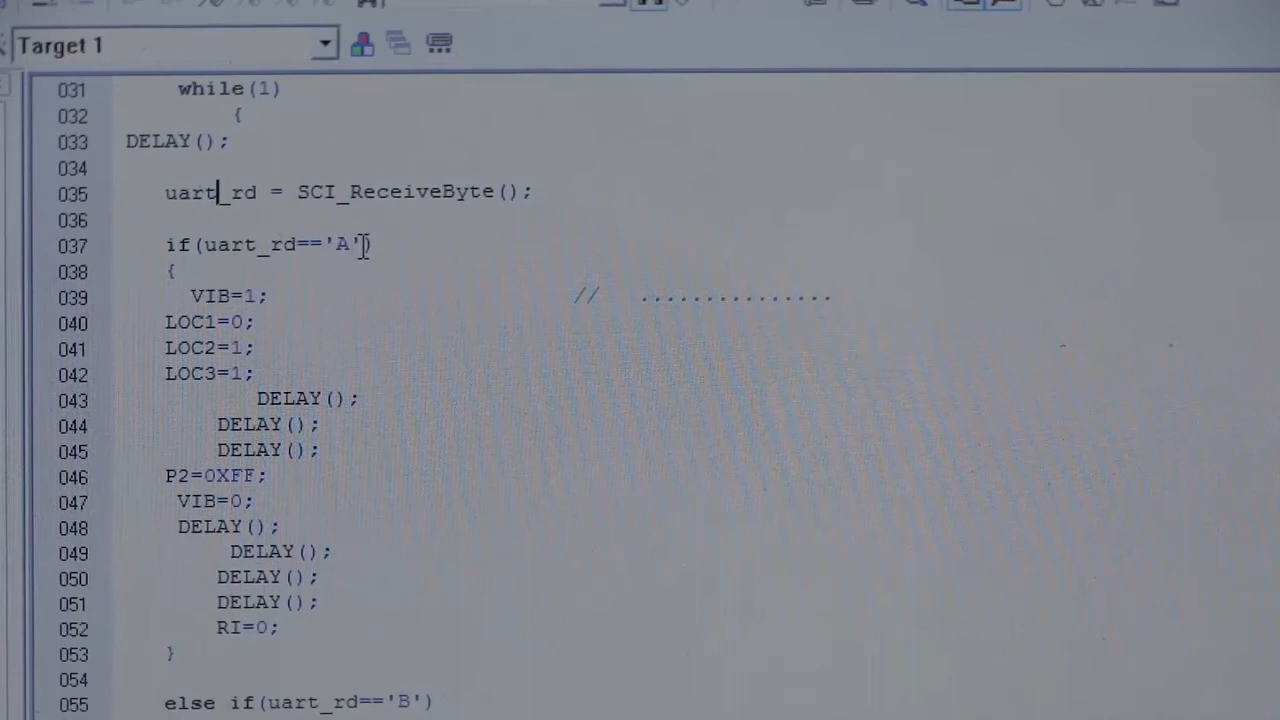 Target 1
031 while(1)
032 {
033 DELAY();
034
035 uart_rd = SCI_ReceiveByte();
036
037 if(uart_rd=='A')
038 {
039 VIB=1; // ...............
040 LOC1=0;
041 LOC2=1;
042 LOC3=1;
043 DELAY();
044 DELAY();
045 DELAY();
046 P2=0XFF;
047 VIB=0;
048 DELAY();
049 DELAY();
050 DELAY();
051 DELAY();
052 RI=0;
053 }
054
055 else if(uart_rd=='B')